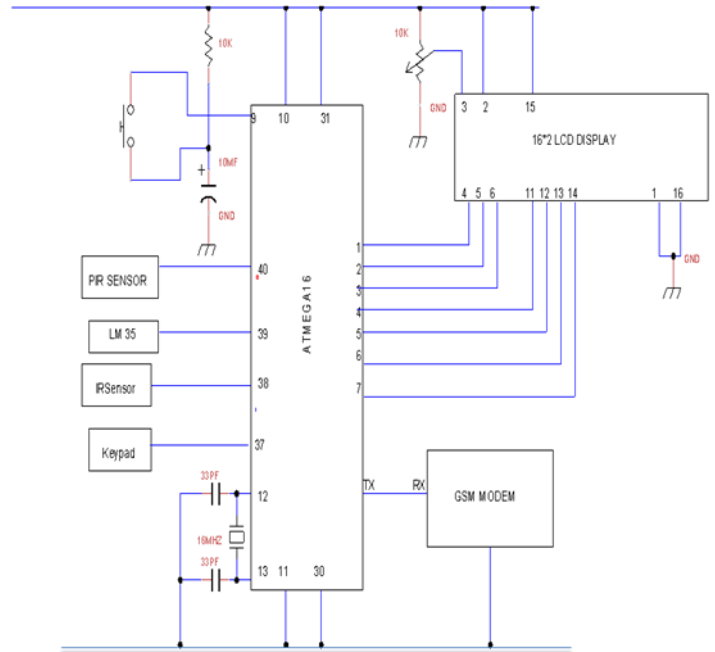 10K
10K
GND
3 2 15
16*2 LCD DISPLAY
4 5 6 11 12 13 14 1 16
GND
9 10 31
+ 10MF
GND
PIR SENSOR
LM 35
IRSensor
Keypad
40
39
38
37
ATMEGA16
1
2
3
4
5
6
7
33PF
12
16MHZ
33PF
13 11 30
TX RX
GSM MODEM